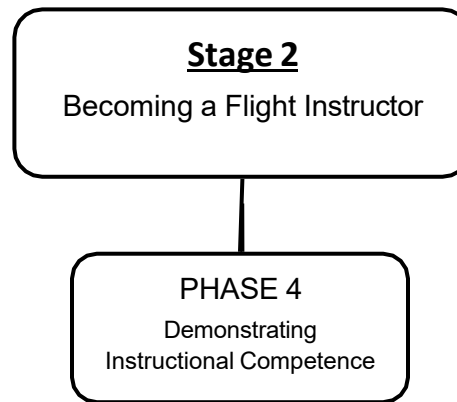 Stage 2
Becoming a Flight Instructor
PHASE 4
Demonstrating
Instructional Competence